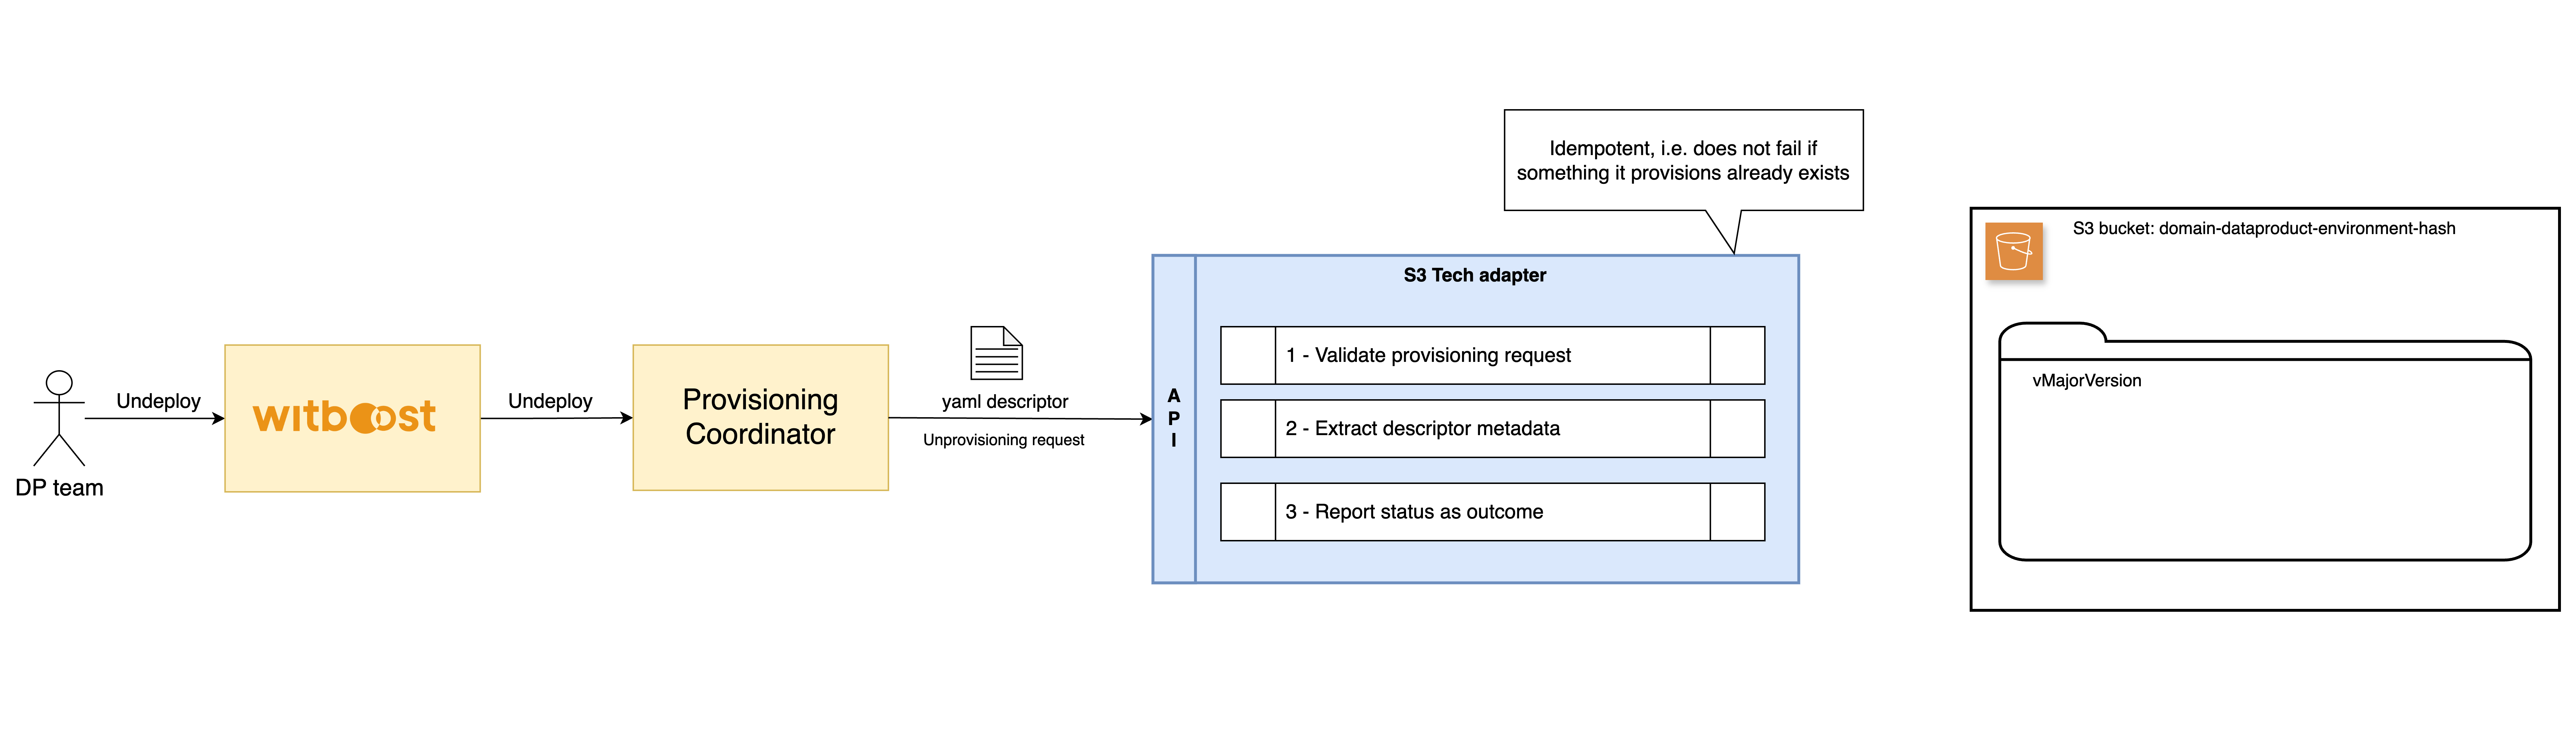 Idempotent, i.e. does not fail if
something it provisions already exists
S3 bucket: domain-dataproduct-environment-hash
S3 Tech adapter
1 - Validate provisioning request
vMajorVersion
Undeploy
witboost
Undeploy
Provisioning
Coordinator
yaml descriptor
Unprovisioning request
A
P
I
2 - Extract descriptor metadata
DP team
3 - Report status as outcome